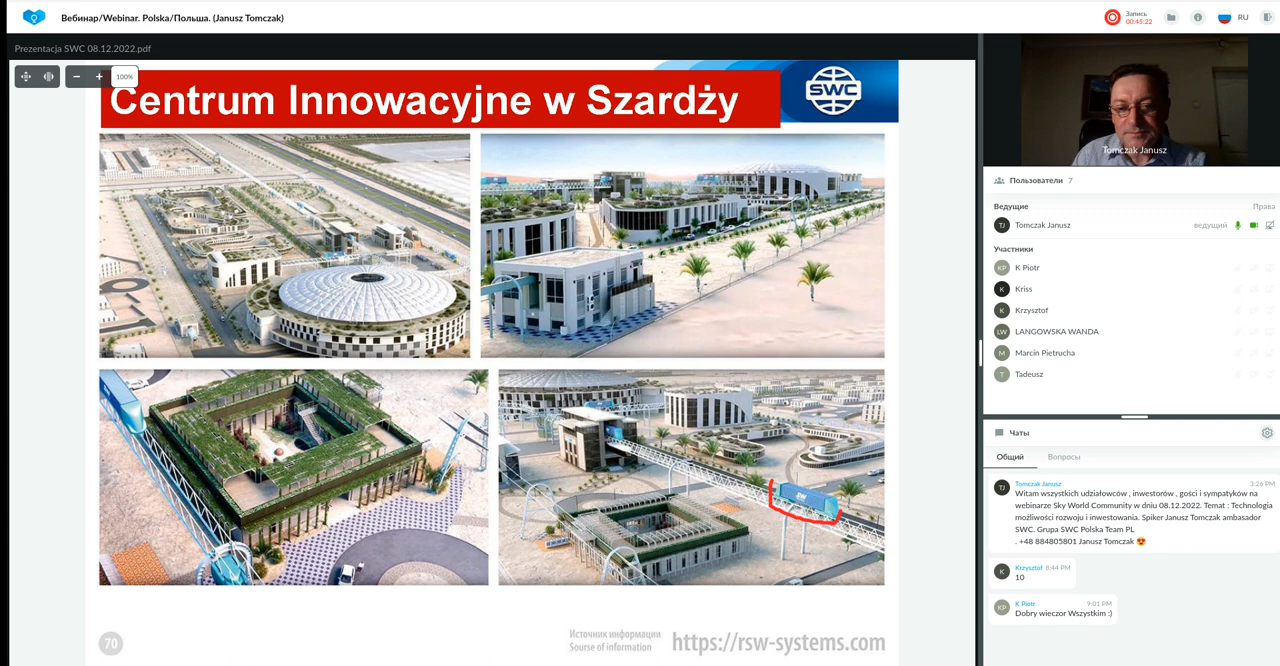 Вебинар/Webinar. Polska/Польша. (Janusz Tomczak)
Запись
00:45:22
RU
Prezentacja SWC 08.12.2022.pdf
100%
Centrum Innowacyjne w Szardży
SWC
70
Источник информации
Sourse of information
https://rsw-systems.com
Tomczak Janusz
Пользователи 7
Ведущие Права
TJ Tomczak Janusz ведущий
Участники
KP K Piotr
K Kriss
K Krzysztof
LW LANGOWSKA WANDA
M Marcin Pietrucha
T Tadeusz
Чаты
Общий Вопросы
TJ Tomczak Janusz 3:26 PM
Witam wszystkich udziałowców , inwestorów , gości i sympatyków na
webinarze Sky World Community w dniu 08.12.2022. Temat : Technologia
możliwości rozwoju i inwestowania. Spiker Janusz Tomczak ambasador
SWC. Grupa SWC Polska Team PL
. +48 884805801 Janusz Tomczak 😍
K Krzysztof 8:44 PM
10
KP K Piotr 9:01 PM
Dobry wieczor Wszystkim :)